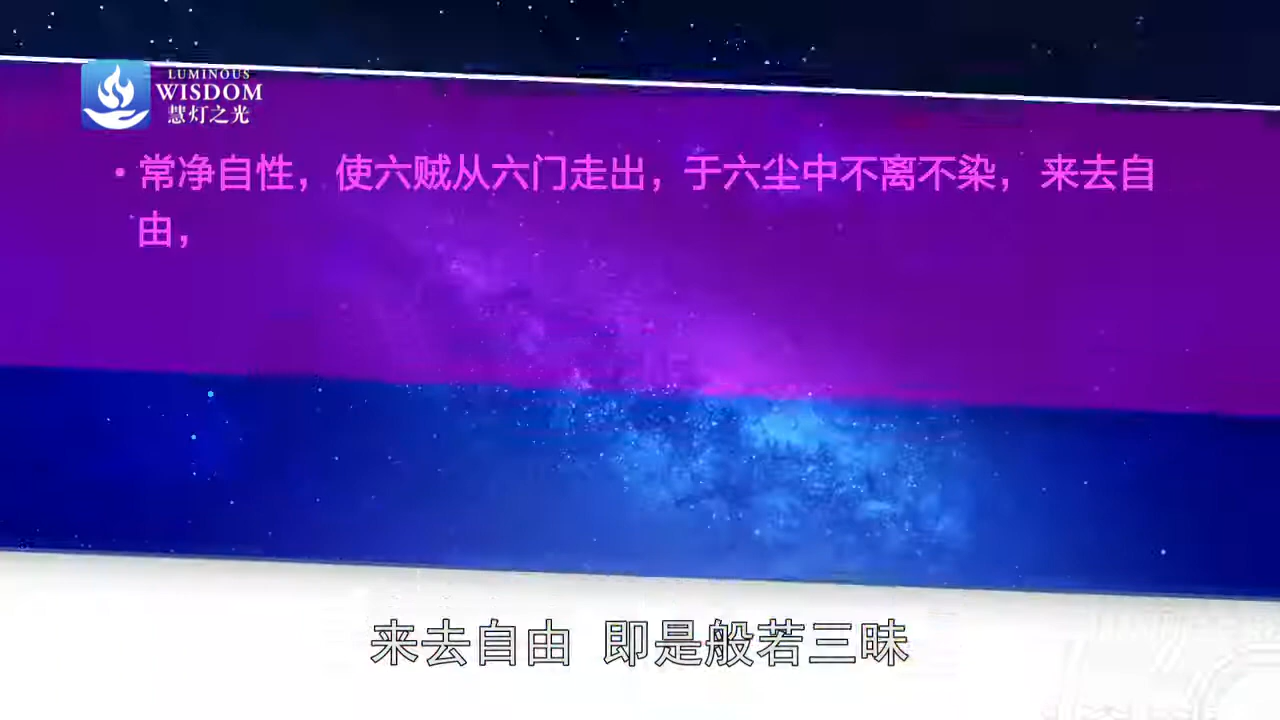 LUMINOUS
WISDOM
慧灯之光
• 常净自性，使六贼从六门走出，于六尘中不离不染， 来去自
由，
来去自由 即是般若三昧